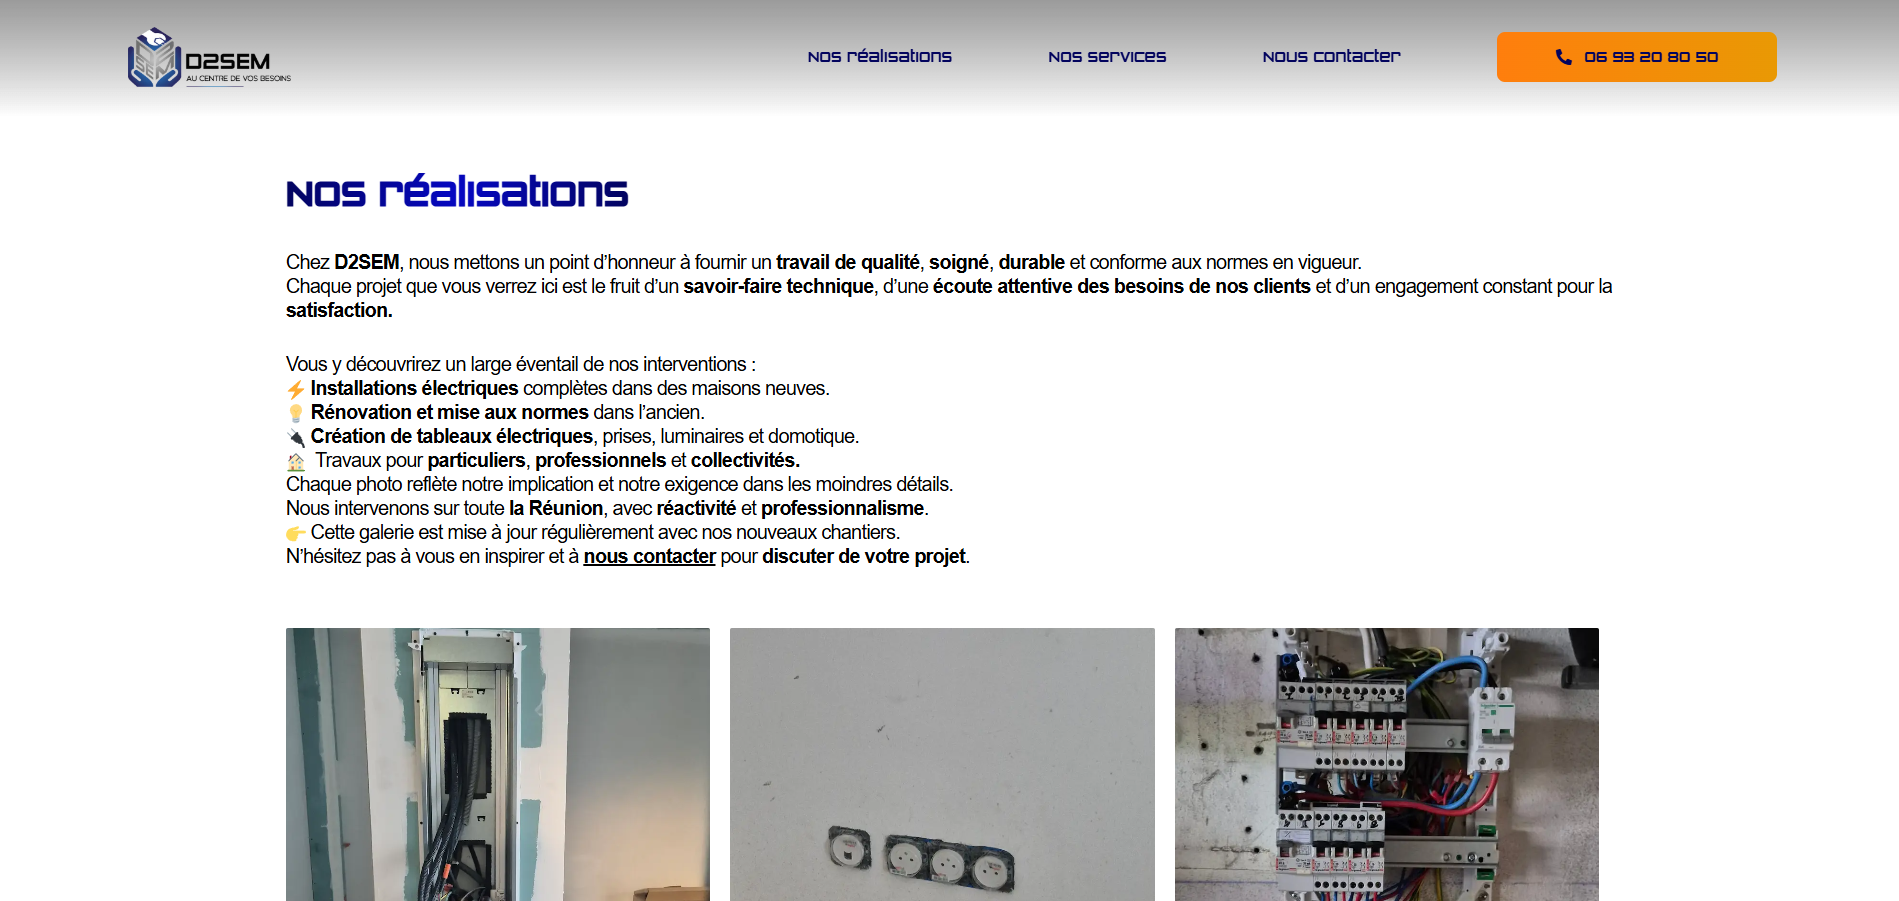 D2SEM
AU CENTRE DE VOS BESOINS
Nos réalisations
Nos services
Nous contacter
06 93 20 80 50
Nos réalisations
Chez D2SEM, nous mettons un point d’honneur à fournir un travail de qualité, soigné, durable et conforme aux normes en vigueur.
Chaque projet que vous verrez ici est le fruit d’un savoir-faire technique, d’une écoute attentive des besoins de nos clients et d’un engagement constant pour la
satisfaction.
Vous y découvrirez un large éventail de nos interventions :
⚡ Installations électriques complètes dans des maisons neuves.
💡 Rénovation et mise aux normes dans l’ancien.
🔌 Création de tableaux électriques, prises, luminaires et domotique.
🏠 Travaux pour particuliers, professionnels et collectivités.
Chaque photo reflète notre implication et notre exigence dans les moindres détails.
Nous intervenons sur toute la Réunion, avec réactivité et professionnalisme.
👉 Cette galerie est mise à jour régulièrement avec nos nouveaux chantiers.
N’hésitez pas à vous en inspirer et à nous contacter pour discuter de votre projet.